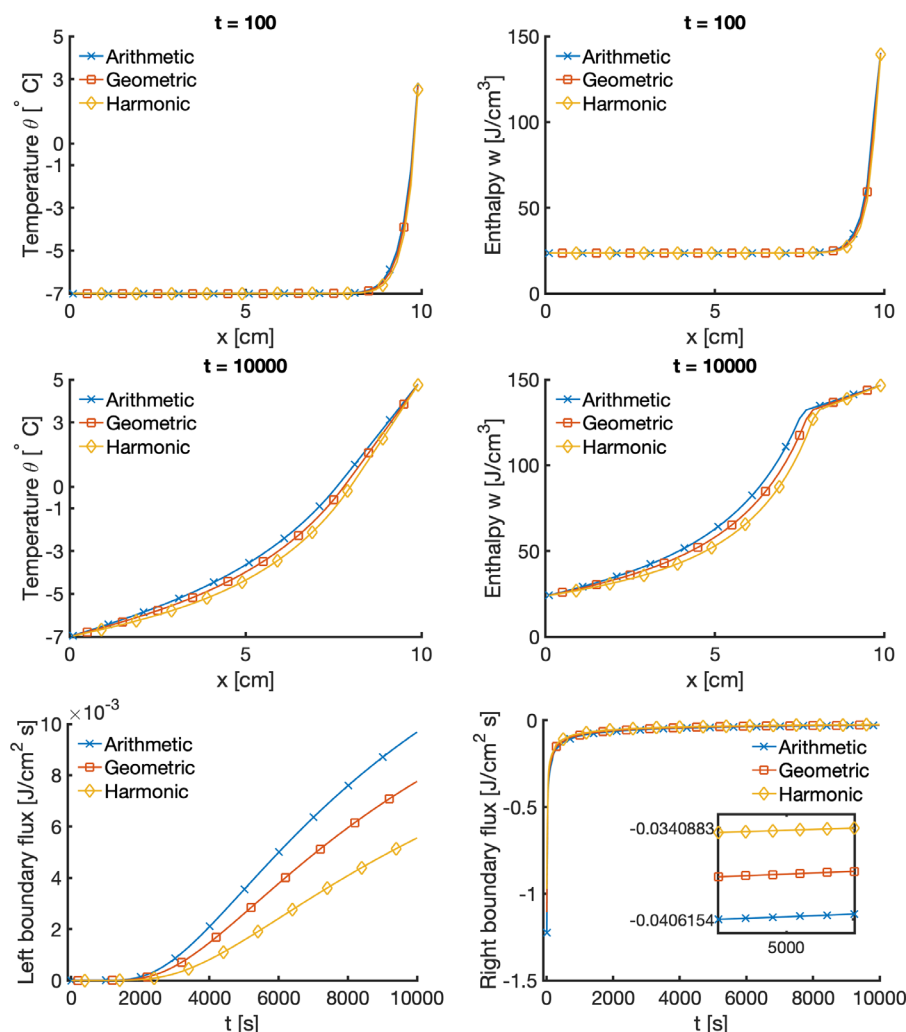 t = 100
5
3
0
-1
-3
-5
-7
Temperature θ [° C]
Arithmetic
Geometric
Harmonic
0
5
10
x [cm]
t = 100
150
100
50
0
Enthalpy w [J/cm³]
Arithmetic
Geometric
Harmonic
0
5
10
x [cm]
t = 10000
5
3
0
-1
-3
-5
-7
Temperature θ [° C]
Arithmetic
Geometric
Harmonic
0
5
10
x [cm]
t = 10000
150
100
50
0
Enthalpy w [J/cm³]
Arithmetic
Geometric
Harmonic
0
5
10
x [cm]
× 10⁻³
10
8
6
4
2
0
Left boundary flux [J/cm² s]
Arithmetic
Geometric
Harmonic
0 2000 4000 6000 8000 10000
t [s]
0
-0.5
-1
-1.5
Right boundary flux [J/cm² s]
Arithmetic
Geometric
Harmonic
-0.0340883
-0.0406154
5000
0 2000 4000 6000 8000 10000
t [s]